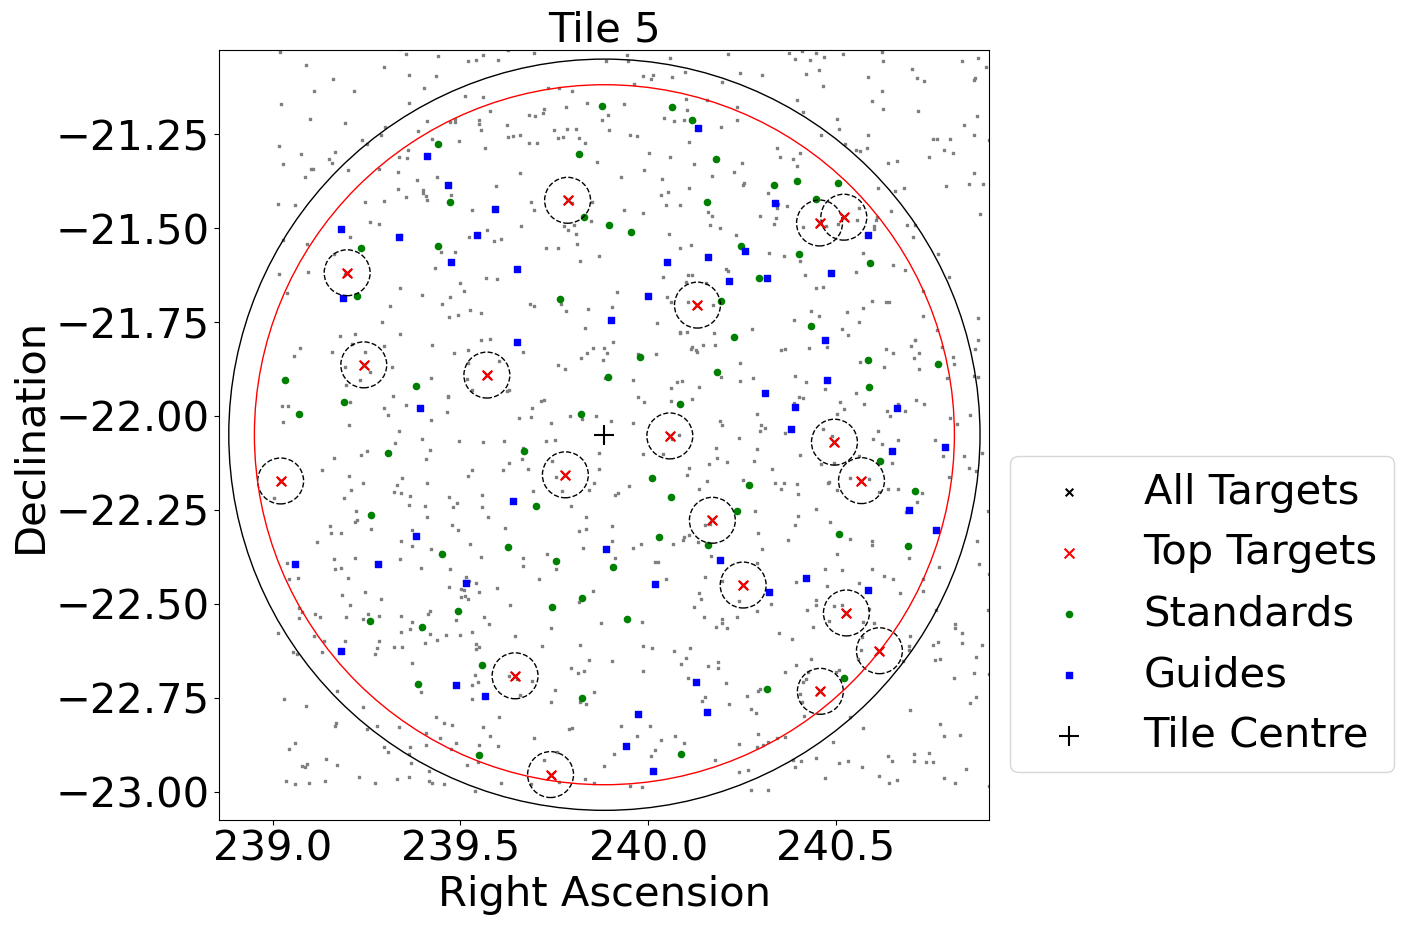 Tile 5
Declination
−21.25
−21.50
−21.75
−22.00
−22.25
−22.50
−22.75
−23.00
239.0 239.5 240.0 240.5
Right Ascension
All Targets
Top Targets
Standards
Guides
Tile Centre